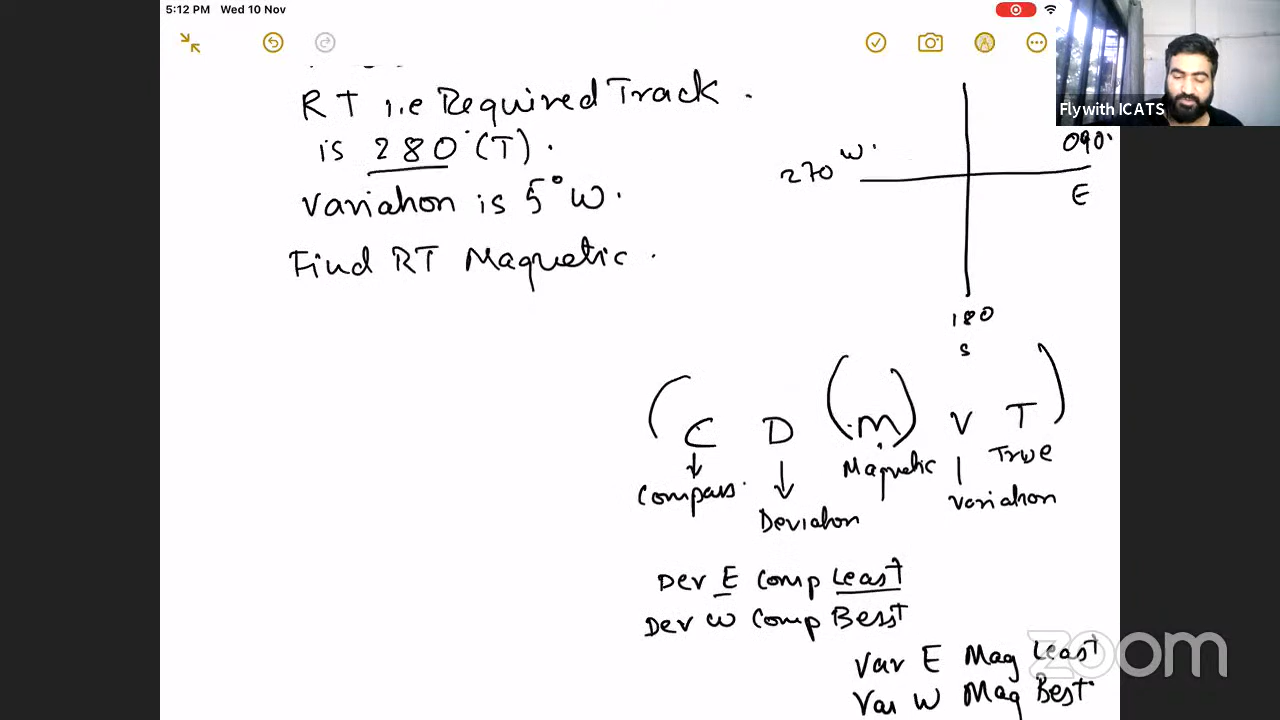 5:12 PM Wed 10 Nov
Flywith ICATS
RT i.e Required Track.
is 280°(T).
Variation is 5°W.
Find RT Magnetic.
090°
270 W.
E
180
S
(C D (M) V T)
Compass.
Deviation
Magnetic
Variation
True
Dev E Comp Least
Dev W Comp Besst
Var E Mag Least
Var W Mag Best.
zoom